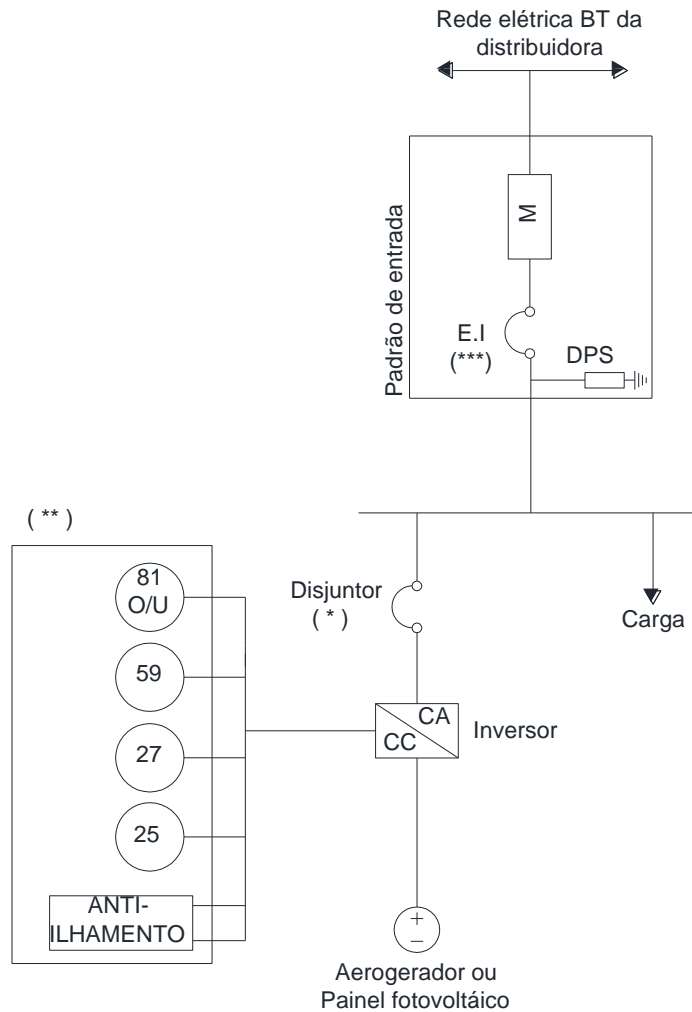 Rede elétrica BT da
distribuidora
Padrão de entrada
M
E.I
(***)
DPS
( ** )
81
O/U
59
27
25
ANTI-
ILHAMENTO
Disjuntor
( * )
Carga
CA
CC
Inversor
+
–
Aerogerador ou
Painel fotovoltáico